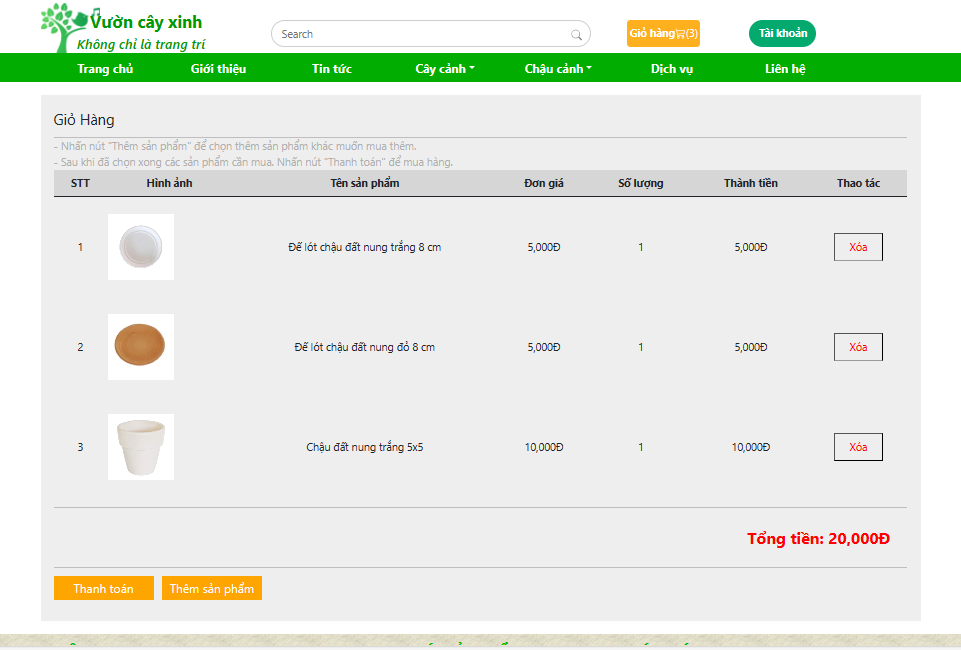 Vườn cây xinh
Không chỉ là trang trí
Search
Giỏ hàng(3)
Tài khoản
Trang chủ Giới thiệu Tin tức Cây cảnh Chậu cảnh Dịch vụ Liên hệ
Giỏ Hàng
- Nhấn nút "Thêm sản phẩm" để chọn thêm sản phẩm khác muốn mua thêm.
- Sau khi đã chọn xong các sản phẩm cần mua. Nhấn nút "Thanh toán" để mua hàng.
STT Hình ảnh Tên sản phẩm Đơn giá Số lượng Thành tiền Thao tác
1 Đế lót chậu đất nung trắng 8 cm 5,000Đ 1 5,000Đ Xóa
2 Đế lót chậu đất nung đỏ 8 cm 5,000Đ 1 5,000Đ Xóa
3 Chậu đất nung trắng 5x5 10,000Đ 1 10,000Đ Xóa
Tổng tiền: 20,000Đ
Thanh toán Thêm sản phẩm